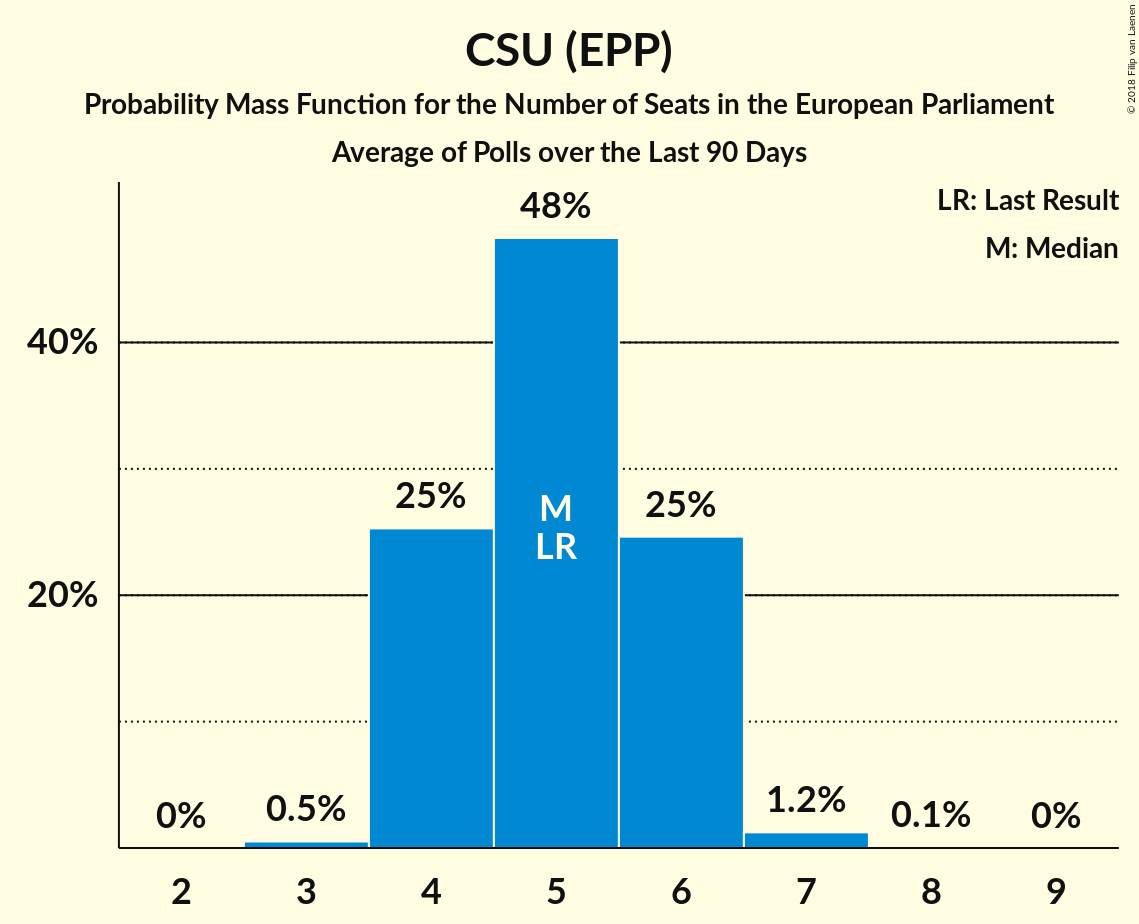 CSU (EPP)
Probability Mass Function for the Number of Seats in the European Parliament
Average of Polls over the Last 90 Days
© 2018 Filip van Laenen
LR: Last Result
M: Median
48%
40%
25%
M
LR
25%
20%
0%
0.5%
1.2%
0.1%
0%
2 3 4 5 6 7 8 9